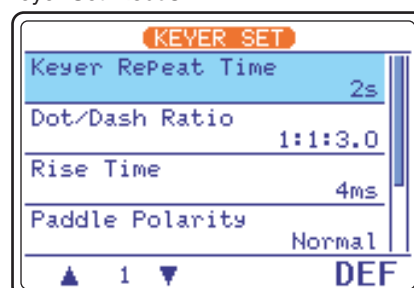 KEYER SET
Keyer Repeat Time
2s
Dot/Dash Ratio
1:1:3.0
Rise Time
4ms
Paddle Polarity
Normal
▲ 1 ▼ DEF